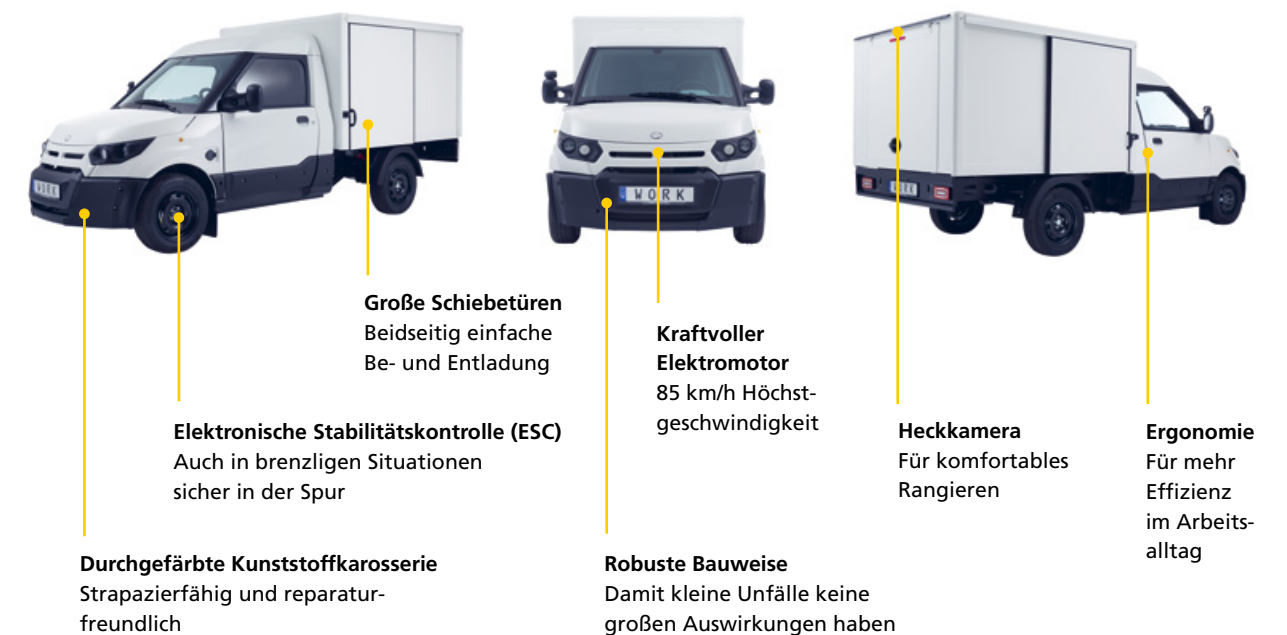 WORK
WORK
WORK
Große Schiebetüren
Beidseitig einfache
Be- und Entladung
Kraftvoller
Elektromotor
85 km/h Höchst-
geschwindigkeit
Elektronische Stabilitätskontrolle (ESC)
Auch in brenzligen Situationen
sicher in der Spur
Heckkamera
Für komfortables
Rangieren
Ergonomie
Für mehr
Effizienz
im Arbeits-
alltag
Durchgefärbte Kunststoffkarosserie
Strapazierfähig und reparatur-
freundlich
Robuste Bauweise
Damit kleine Unfälle keine
großen Auswirkungen haben